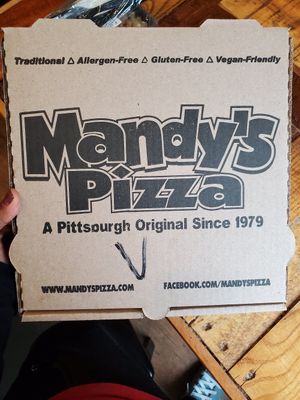 Traditional △ Allergen-Free △ Gluten-Free △ Vegan-Friendly
Mandy's
Pizza
A Pittsburgh Original Since 1979
V
WWW.MANDYSPIZZA.COM
FACEBOOK.COM/MANDYSPIZZA